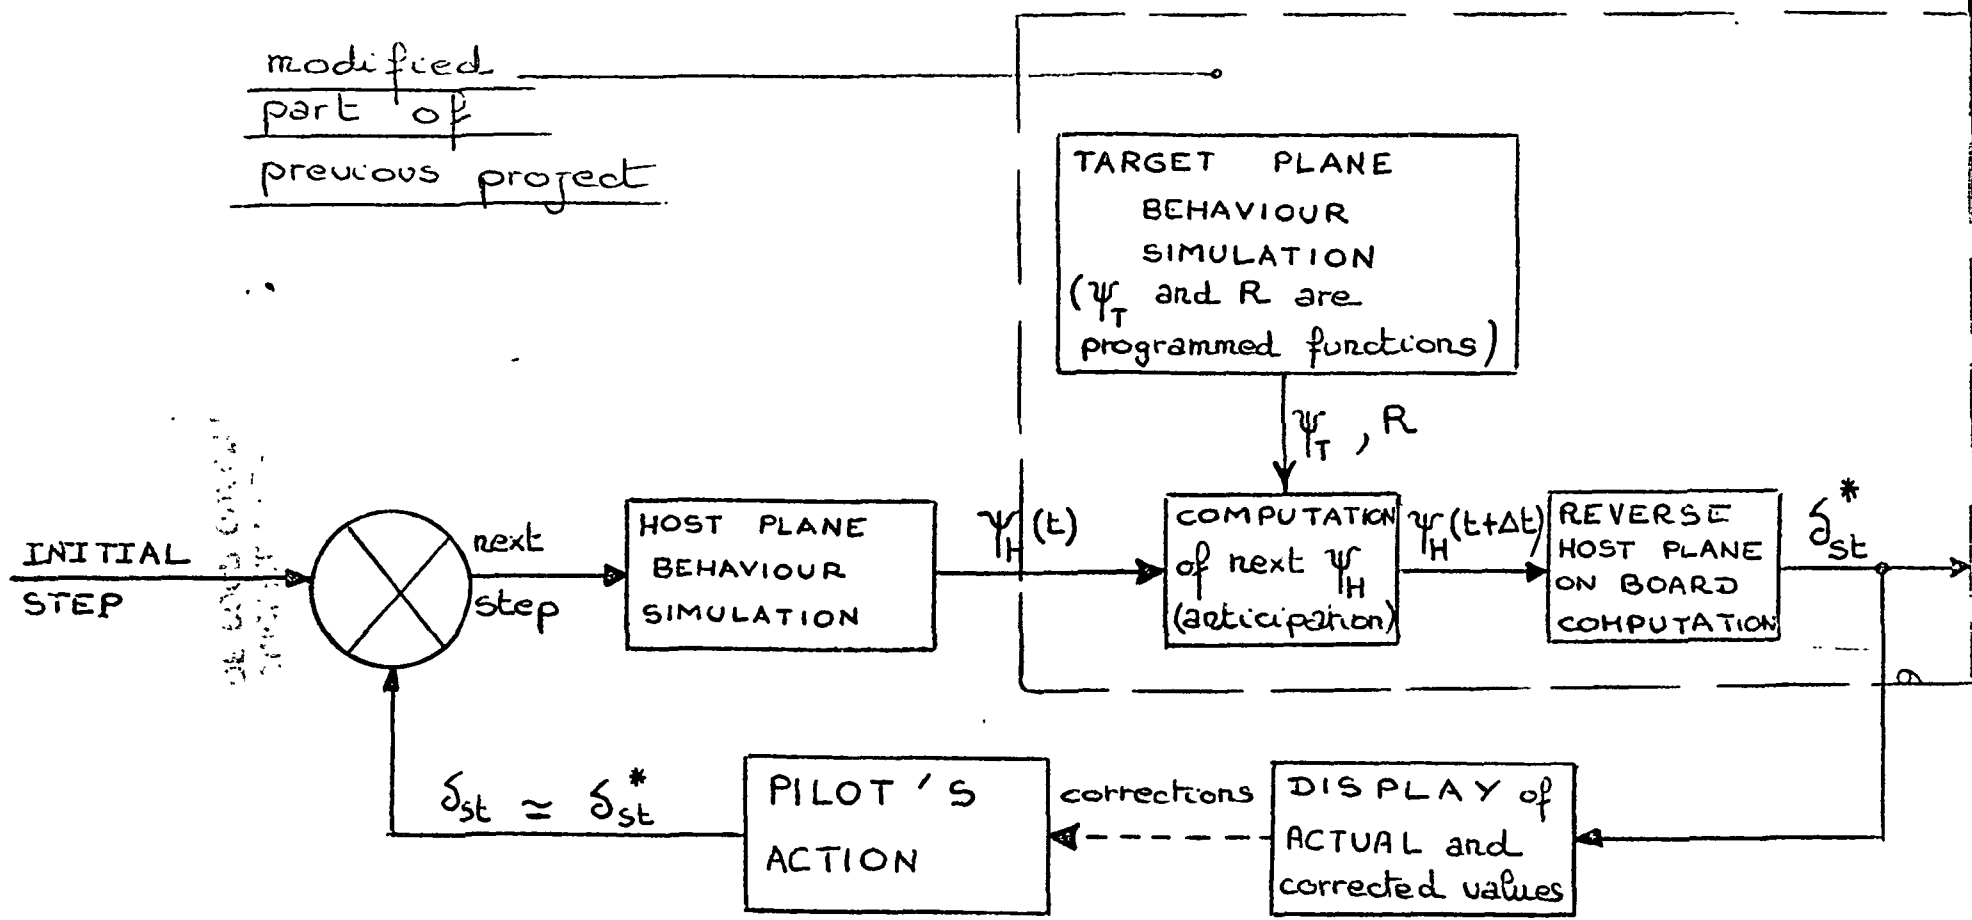 modified
part of
previous project
TARGET PLANE
BEHAVIOUR
SIMULATION
(ψT and R are
programmed functions)
ψT , R
INITIAL
STEP
next
step
HOST PLANE
BEHAVIOUR
SIMULATION
ψH(t)
COMPUTATION
of next ψH
(anticipation)
ψH(t+Δt)
REVERSE
HOST PLANE
ON BOARD
COMPUTATION
δst*
δst ≃ δst*
PILOT'S
ACTION
corrections
DISPLAY of
ACTUAL and
corrected values